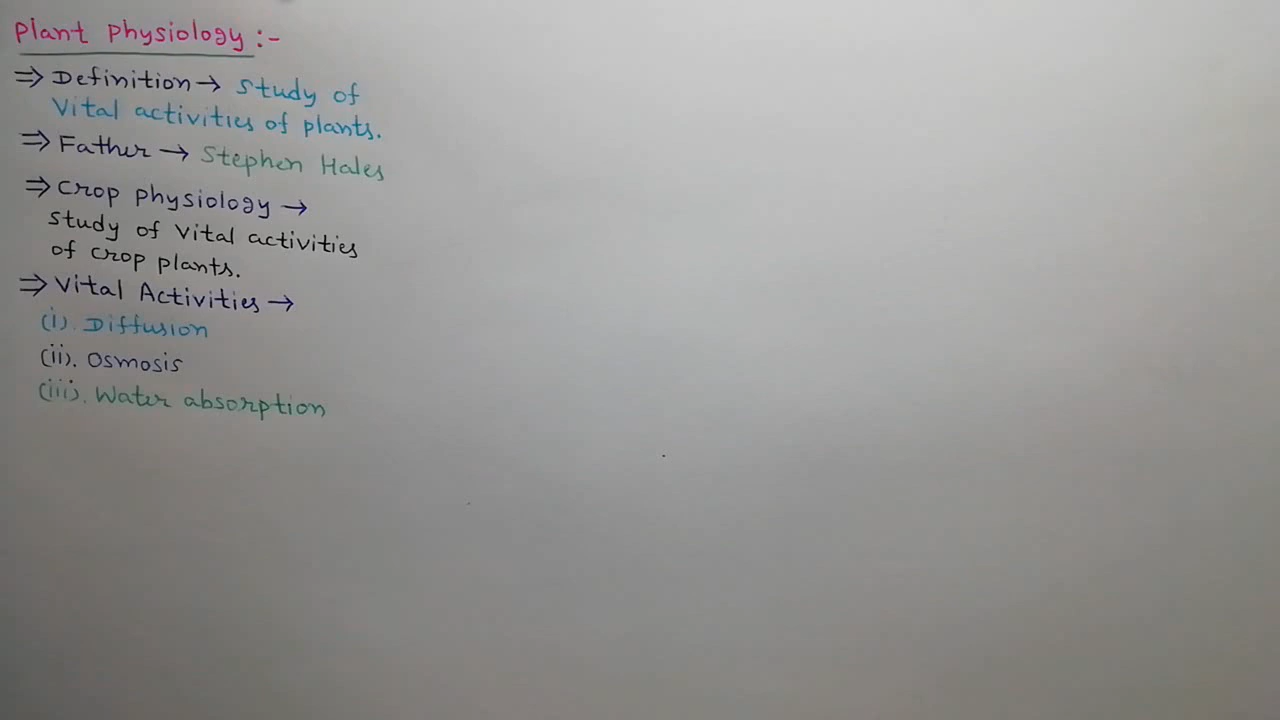 Plant Physiology :-
⇒ Definition → Study of
Vital activities of plants.
⇒ Father → Stephen Hales
⇒ Crop physiology →
Study of Vital activities
of crop plants.
⇒ Vital Activities →
(i). Diffusion
(ii). Osmosis
(iii). Water absorption